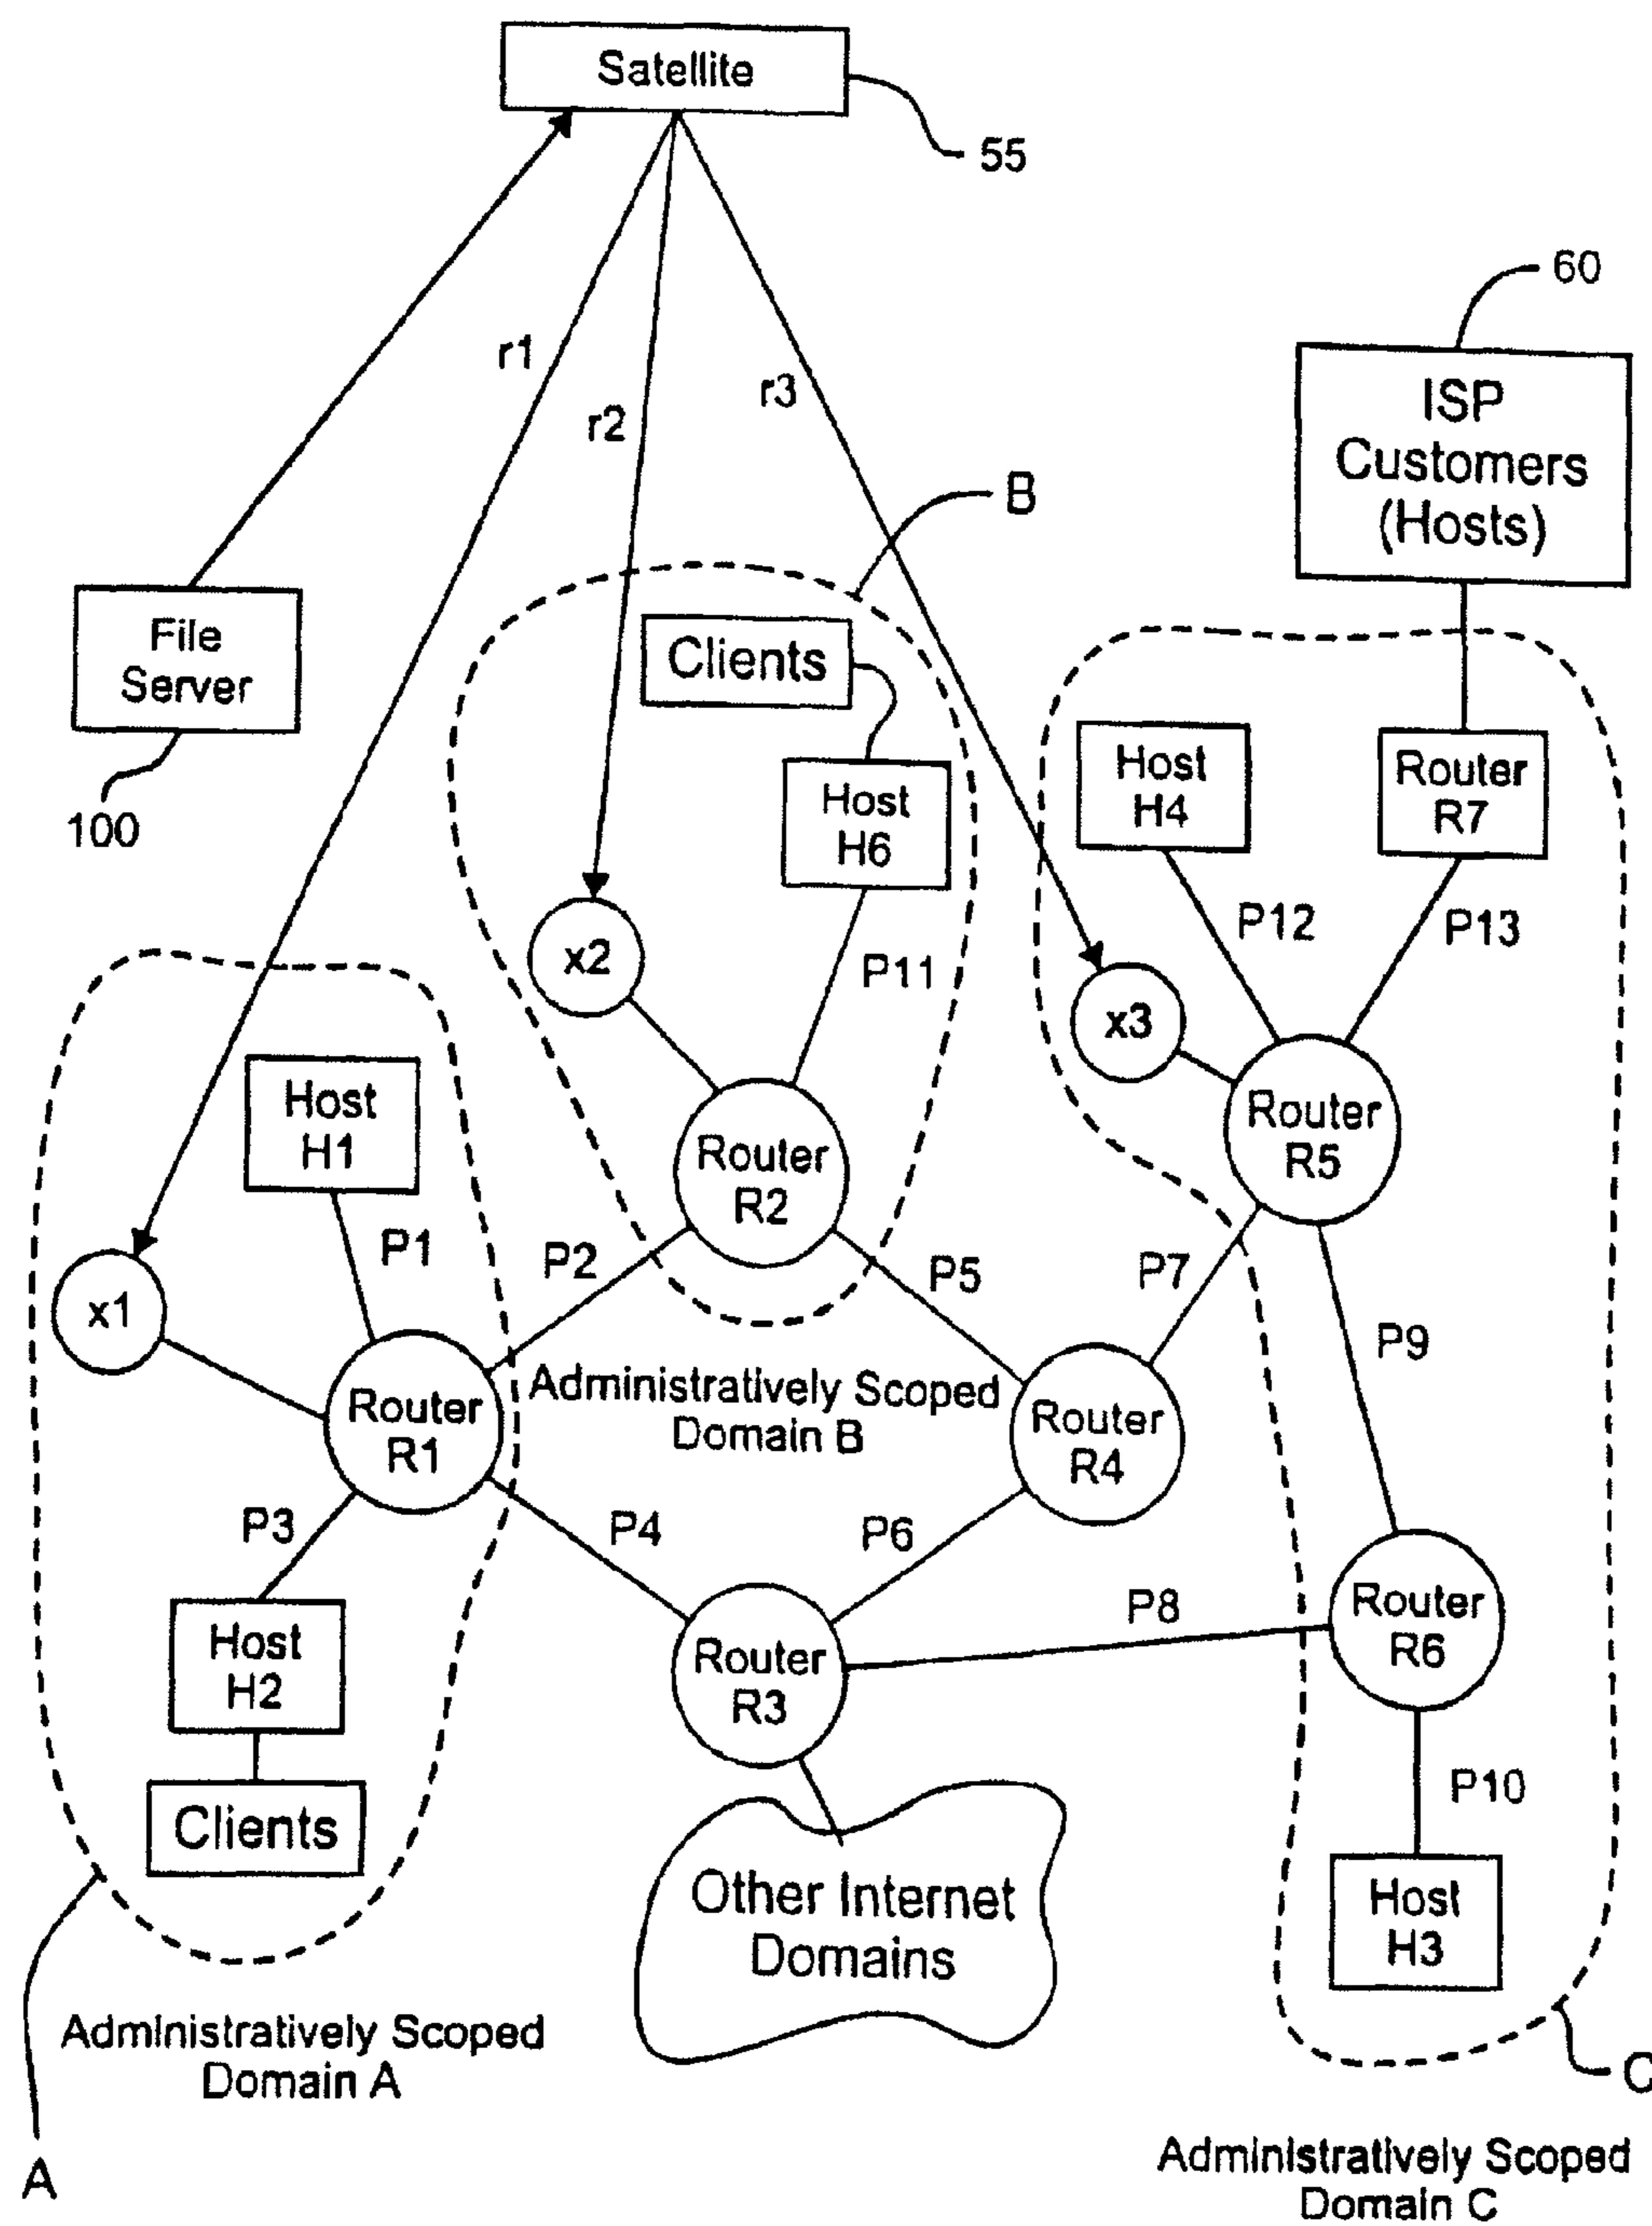 Satellite
55
60
r1
r2
r3
ISP
Customers
(Hosts)
B
File
Server
100
Clients
Host
H6
Host
H4
Router
R7
P12
P13
x2
P11
x3
Host
H1
Router
R5
Router
R2
P1
P2
P5
P7
x1
P9
Router
R1
Administratively Scoped
Domain B
Router
R4
P3
P4
P6
P8
Router
R6
Host
H2
Router
R3
P10
Clients
Other Internet
Domains
Host
H3
Administratively Scoped
Domain A
C
A
Administratively Scoped
Domain C